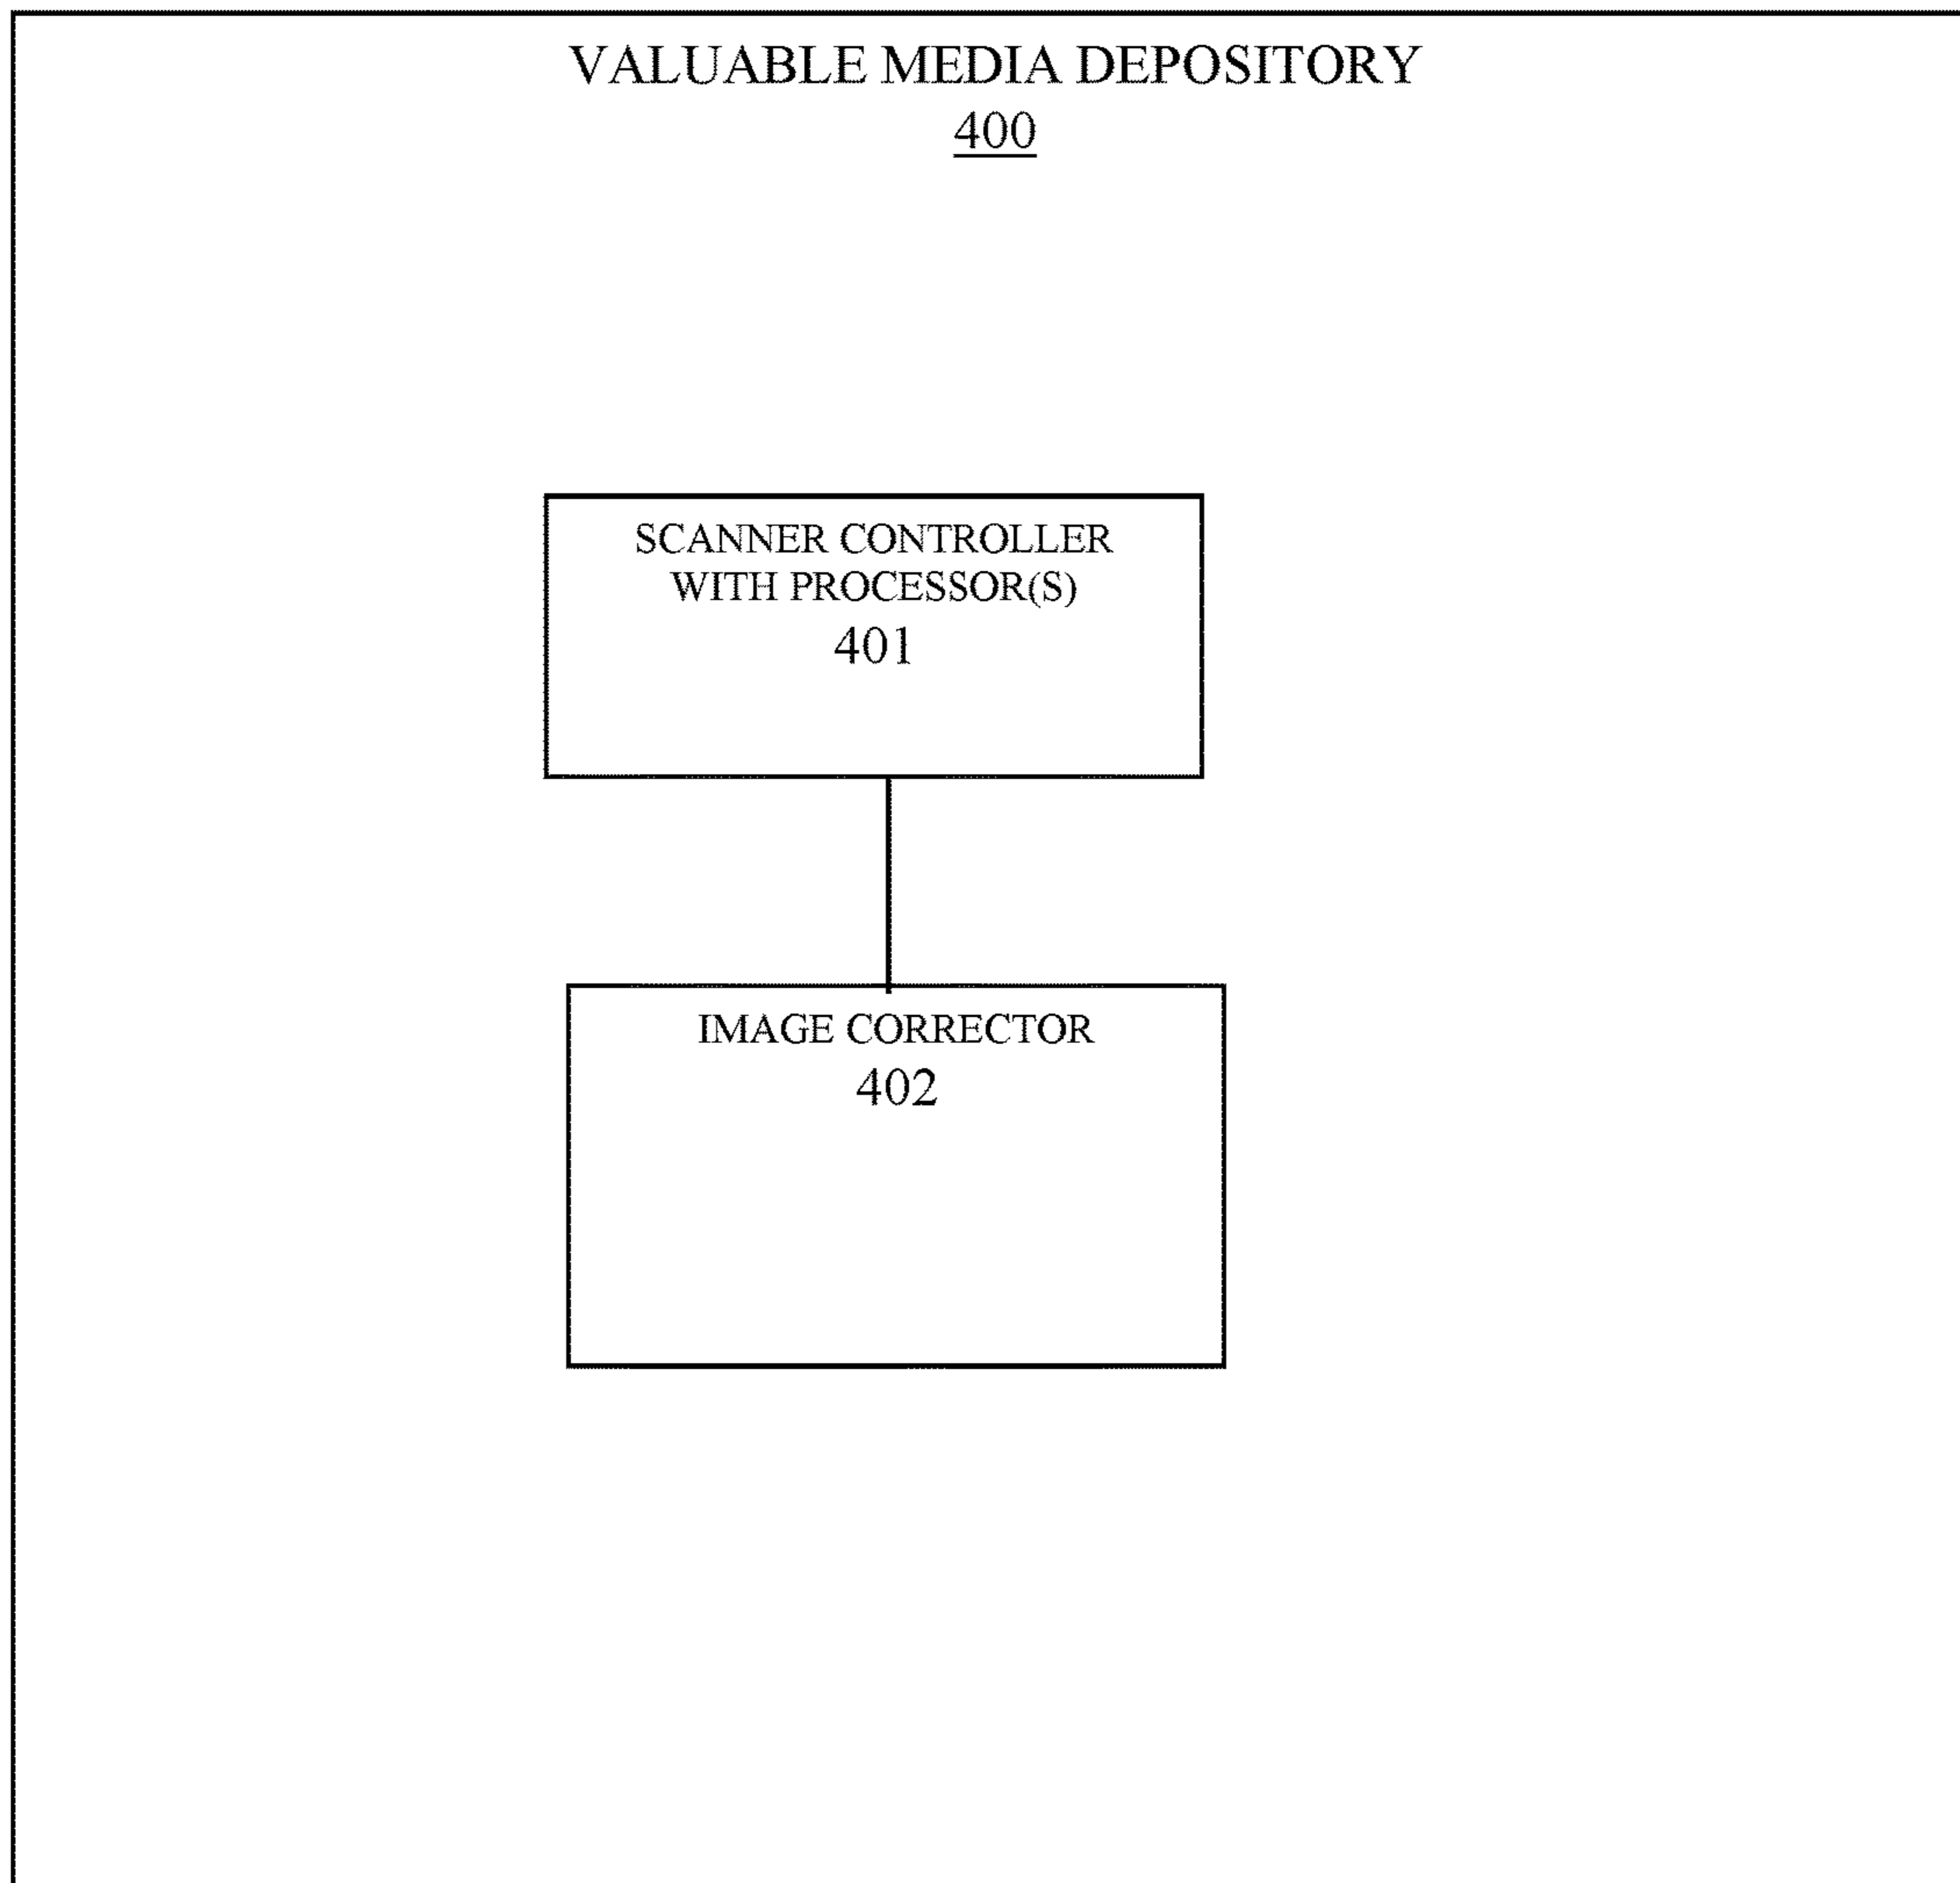 VALUABLE MEDIA DEPOSITORY
400
SCANNER CONTROLLER
WITH PROCESSOR(S)
401
IMAGE CORRECTOR
402